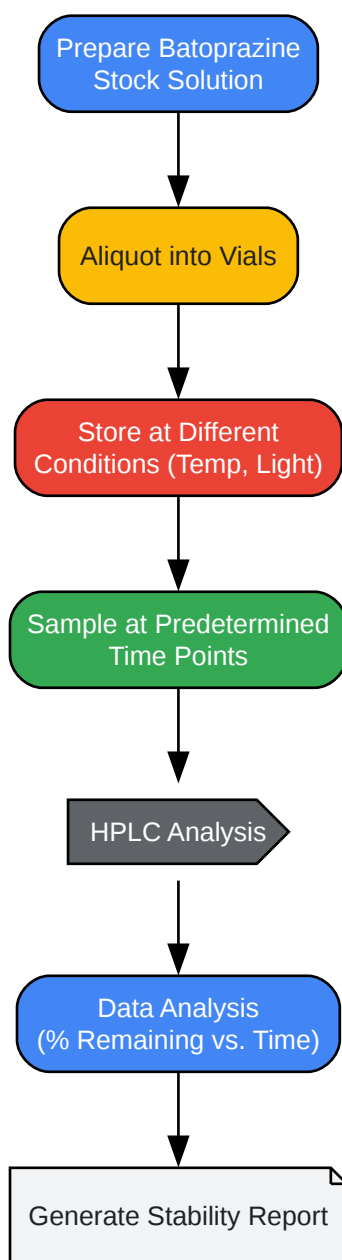 Prepare Batoprazine
Stock Solution
Aliquot into Vials
Store at Different
Conditions (Temp, Light)
Sample at Predetermined
Time Points
HPLC Analysis
Data Analysis
(% Remaining vs. Time)
Generate Stability Report